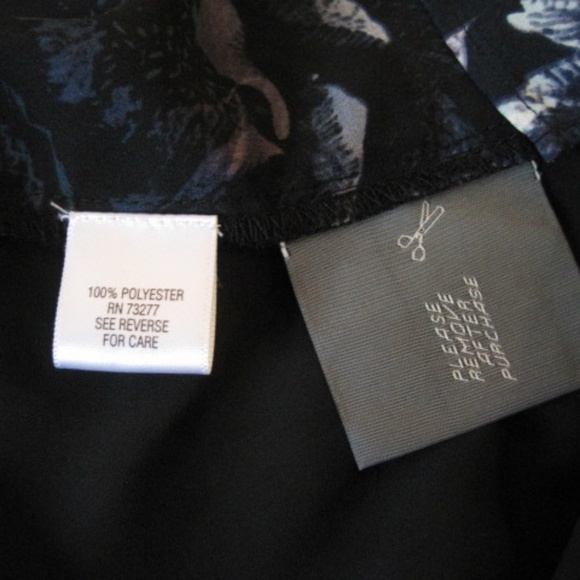 100% POLYESTER
RN 73277
SEE REVERSE
FOR CARE
PLEASE
REMOVE
AFTER
PURCHASE